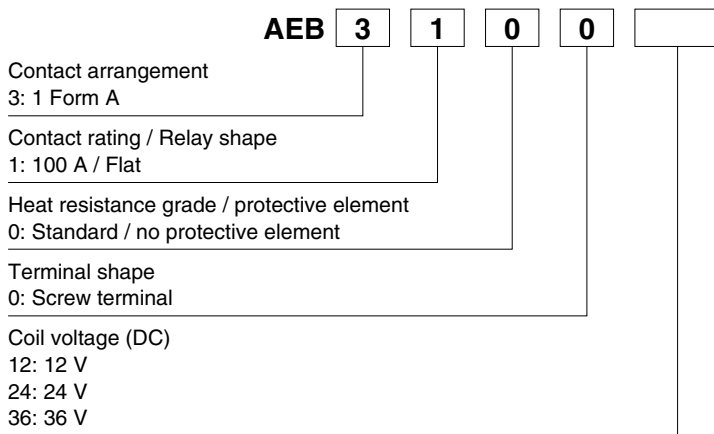 AEB 3 1 0 0
Contact arrangement
3: 1 Form A
Contact rating / Relay shape
1: 100 A / Flat
Heat resistance grade / protective element
0: Standard / no protective element
Terminal shape
0: Screw terminal
Coil voltage (DC)
12: 12 V
24: 24 V
36: 36 V